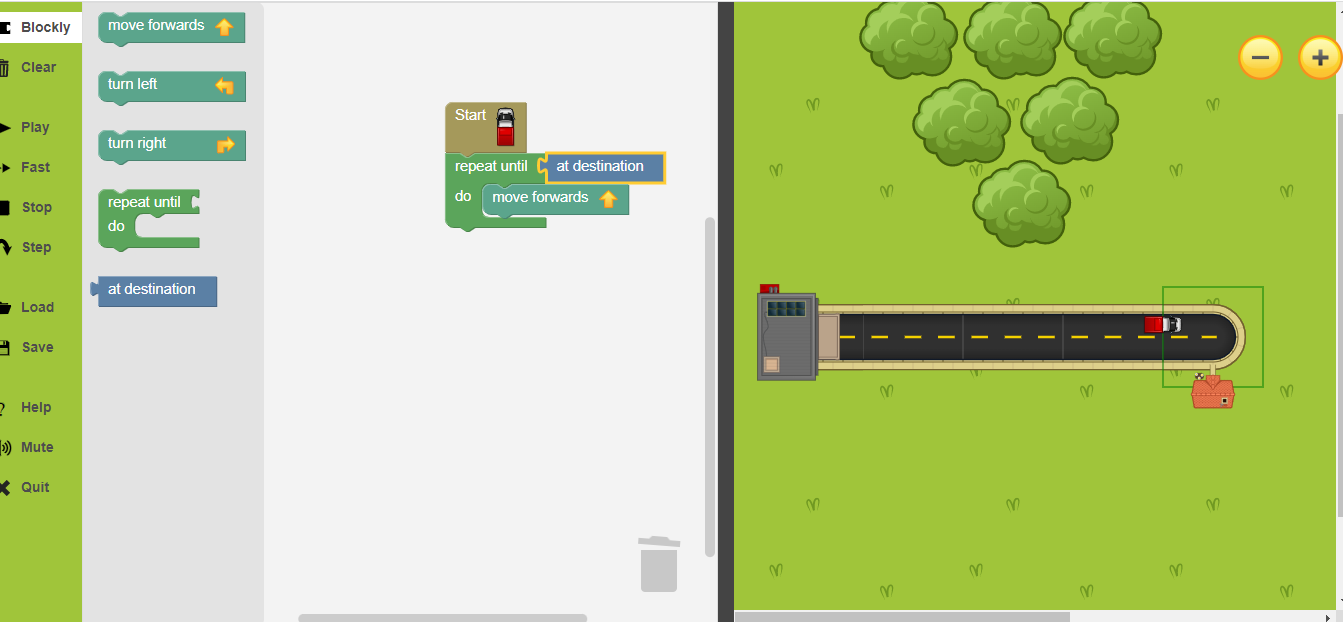 Blockly
Clear
Play
Fast
Stop
Step
Load
Save
Help
Mute
Quit
move forwards
turn left
turn right
repeat until
do
at destination
Start
repeat until at destination
do move forwards